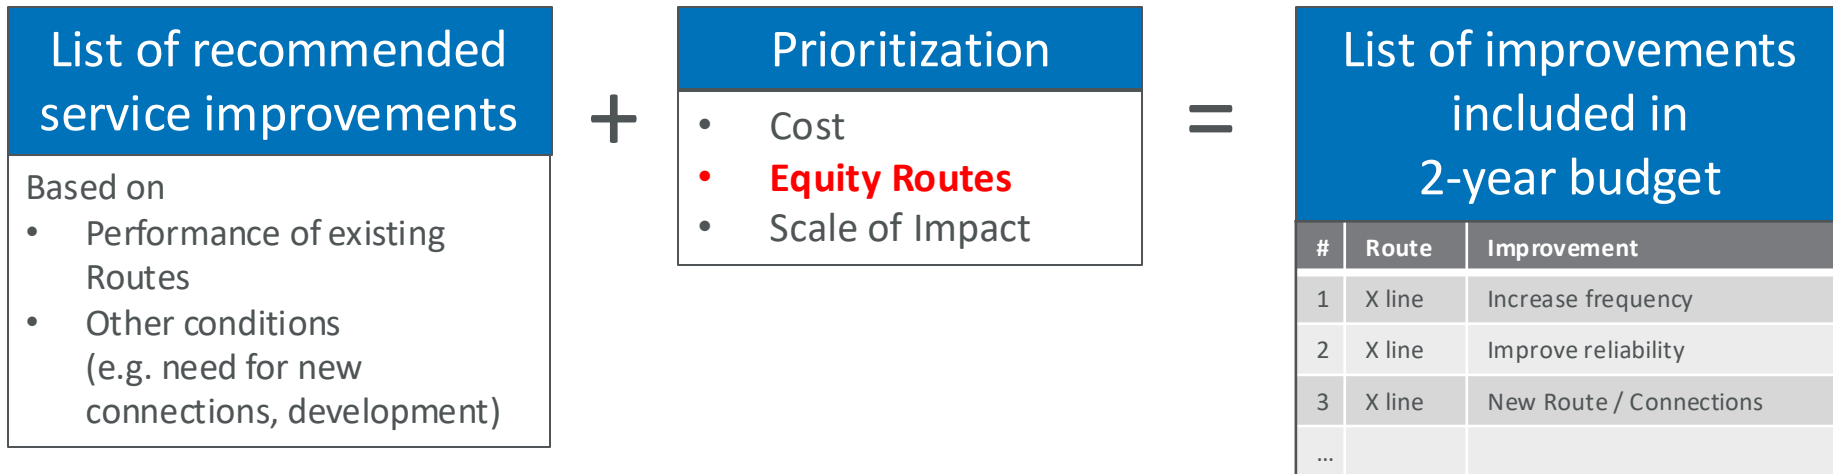 List of recommended
service improvements
Based on
• Performance of existing
Routes
• Other conditions
(e.g. need for new
connections, development)
+
Prioritization
• Cost
• Equity Routes
• Scale of Impact
=
List of improvements
included in
2-year budget
# Route Improvement
1 X line Increase frequency
2 X line Improve reliability
3 X line New Route / Connections
...